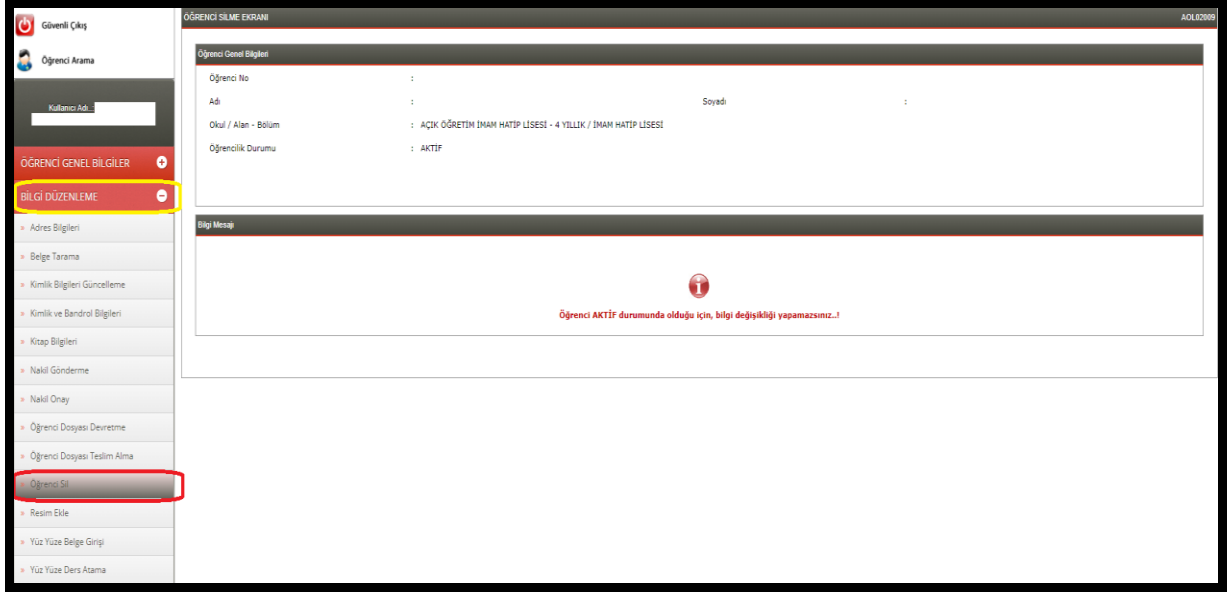 Güvenli Çıkış
Öğrenci Arama
Kullanıcı Adı..:
ÖĞRENCİ GENEL BİLGİLER
BİLGİ DÜZENLEME
» Adres Bilgileri
» Belge Tarama
» Kimlik Bilgileri Güncelleme
» Kimlik ve Bandrol Bilgileri
» Kitap Bilgileri
» Nakil Gönderme
» Nakil Onay
» Öğrenci Dosyası Devretme
» Öğrenci Dosyası Teslim Alma
» Öğrenci Sil
» Resim Ekle
» Yüz Yüze Belge Girişi
» Yüz Yüze Ders Atama
ÖĞRENCİ SİLME EKRANI AOL02009
Öğrenci Genel Bilgileri
Öğrenci No :
Adı : Soyadı :
Okul / Alan - Bölüm : AÇIK ÖĞRETİM İMAM HATİP LİSESİ - 4 YILLIK / İMAM HATİP LİSESİ
Öğrencilik Durumu : AKTİF
Bilgi Mesajı
Öğrenci AKTİF durumunda olduğu için, bilgi değişikliği yapamazsınız..!